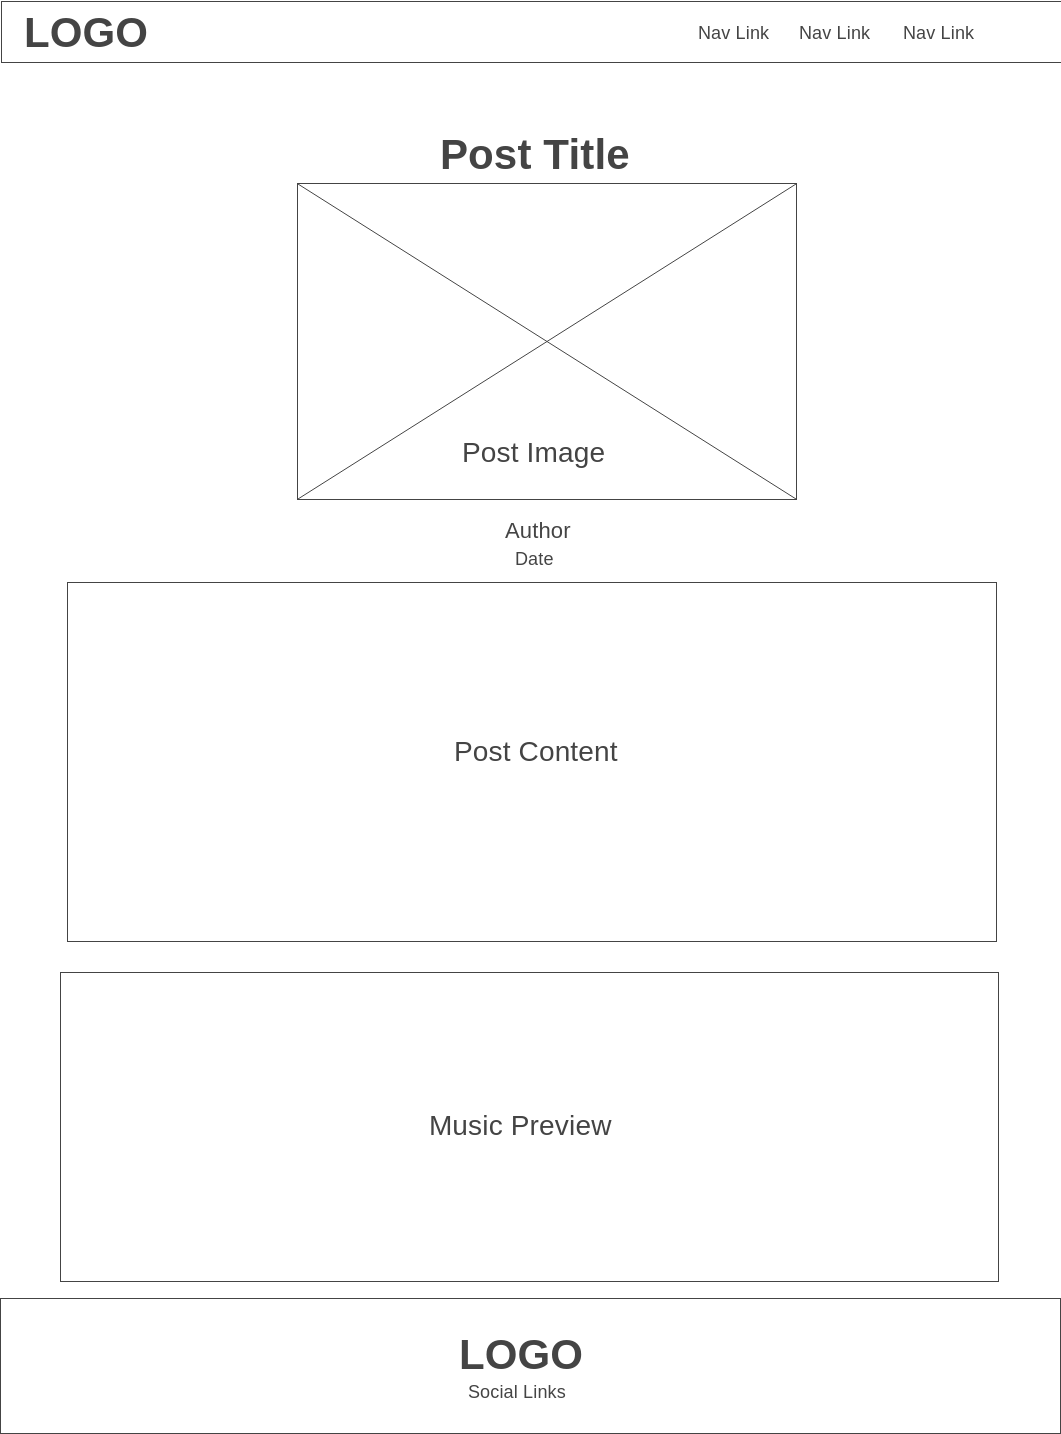 LOGO
Nav Link Nav Link Nav Link
Post Title
Post Image
Author
Date
Post Content
Music Preview
LOGO
Social Links